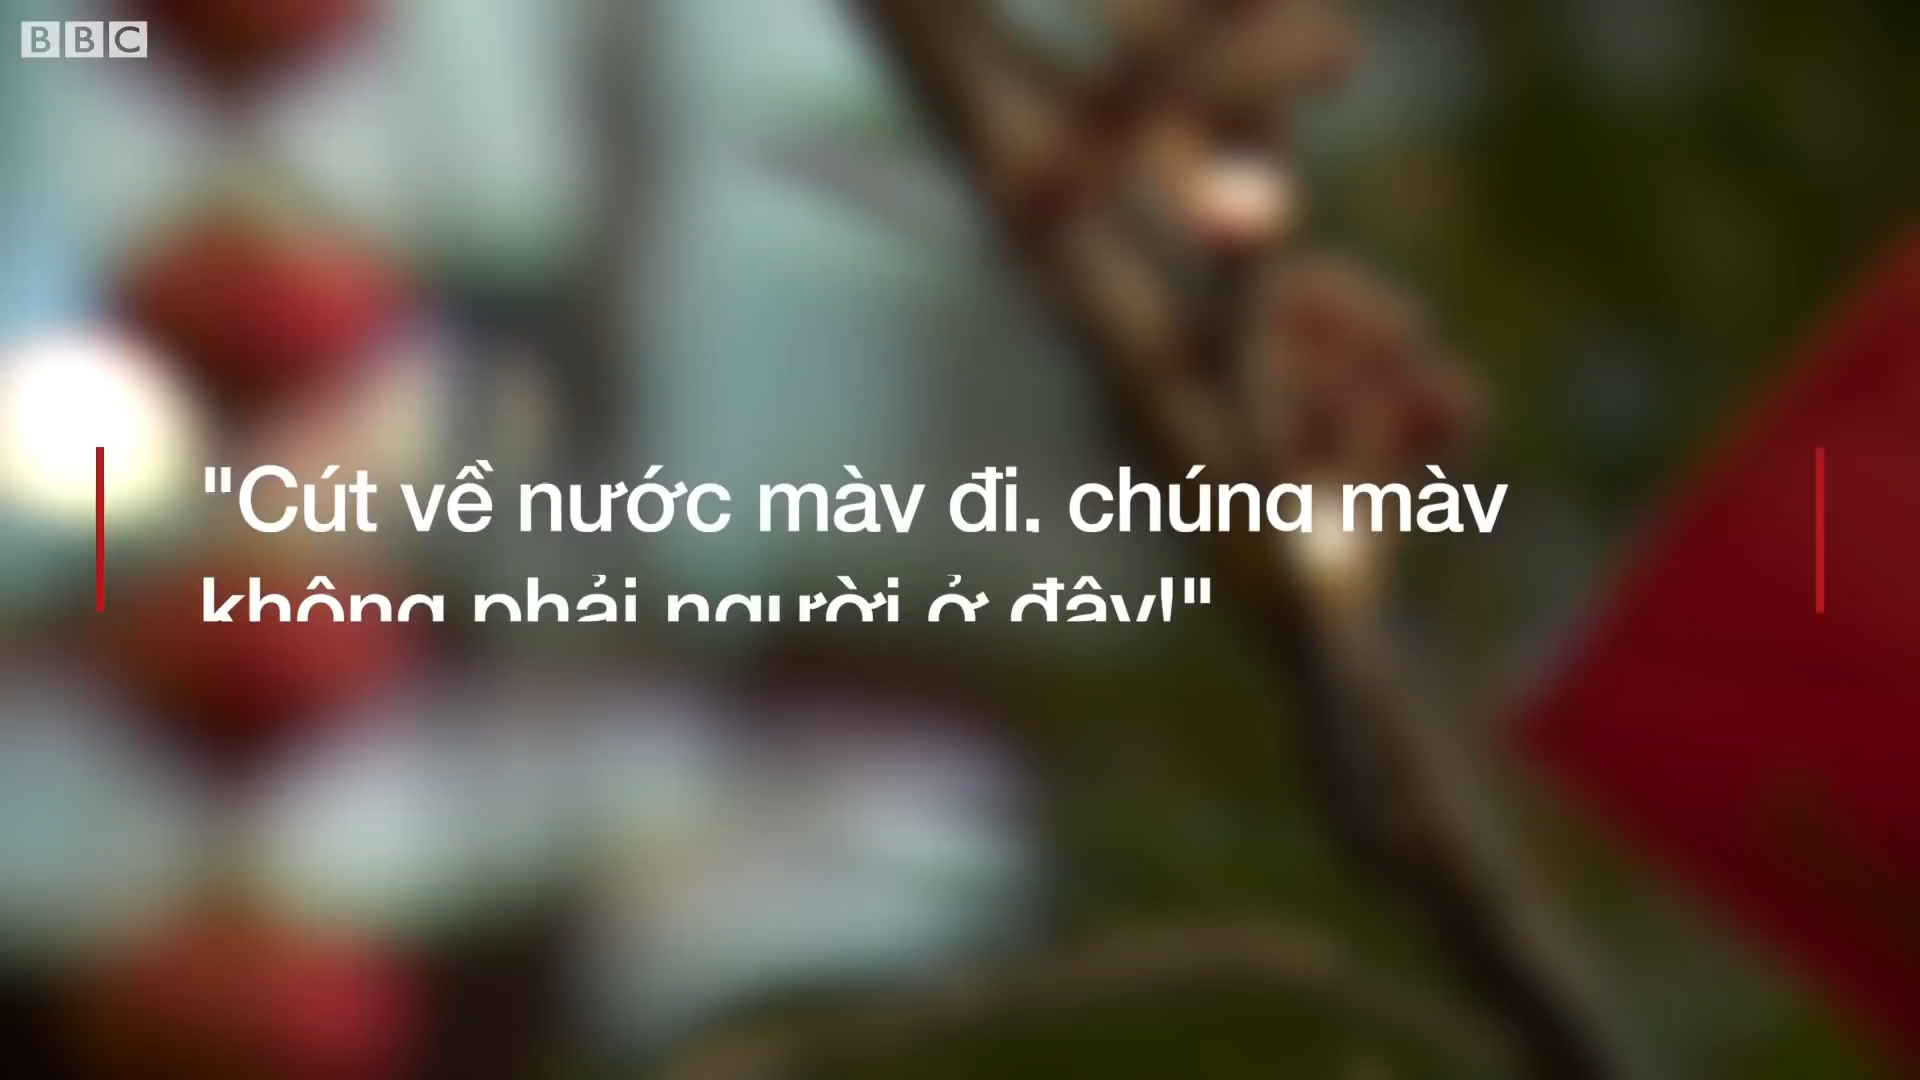 BBC
"Cút về nước mày đi, chúng mày
không phải người ở đây!"